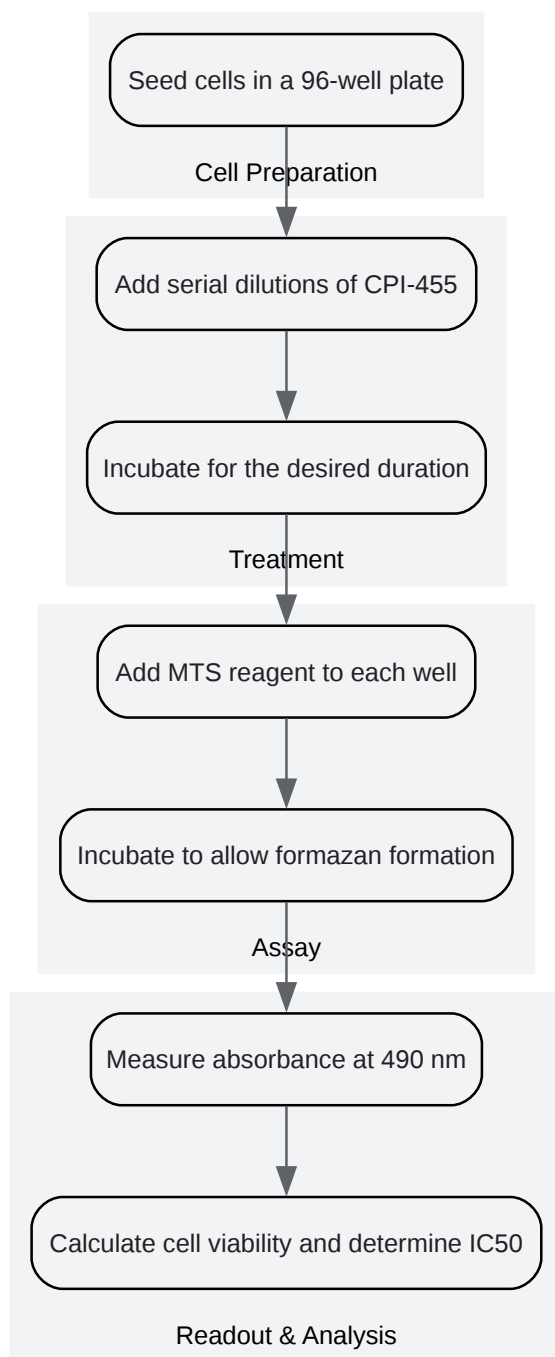 Seed cells in a 96-well plate
Cell Preparation
Add serial dilutions of CPI-455
Incubate for the desired duration
Treatment
Add MTS reagent to each well
Incubate to allow formazan formation
Assay
Measure absorbance at 490 nm
Calculate cell viability and determine IC50
Readout & Analysis